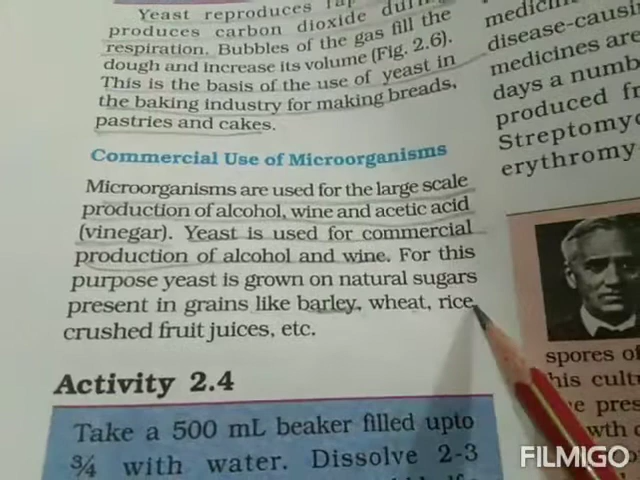 Yeast reproduces
produces carbon dioxide
respiration. Bubbles of the gas fill the
dough and increase its volume (Fig. 2.6).
This is the basis of the use of yeast in
the baking industry for making breads,
pastries and cakes.
Commercial Use of Microorganisms
Microorganisms are used for the large scale
production of alcohol, wine and acetic acid
(vinegar). Yeast is used for commercial
production of alcohol and wine. For this
purpose yeast is grown on natural sugars
present in grains like barley, wheat, rice
crushed fruit juices, etc.
Activity 2.4
Take a 500 mL beaker filled upto
¾ with water. Dissolve 2-3
disease-causi
medicines are
days a numb
produced fr
Streptomy
erythromy
spores of
his cult
pres
wth
FILMIGO